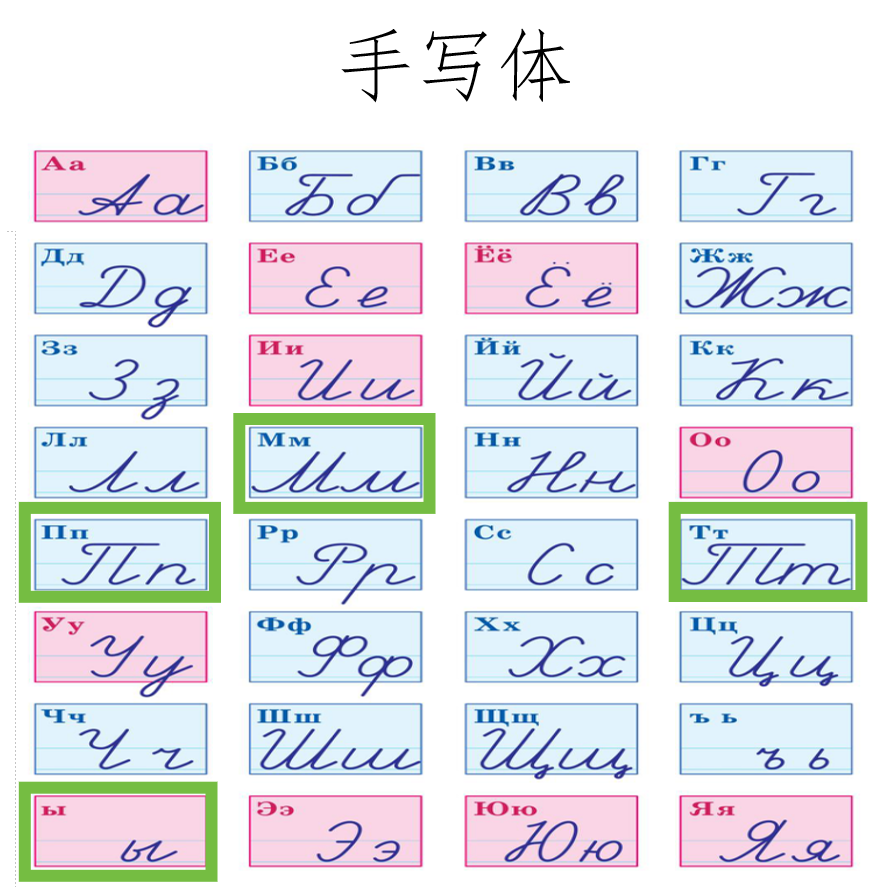 手写体
Аа Бб Вв Гг
Аа Бб Вв Гг
Дд Ее Ёё Жж
Дд Ее Ёё Жж
Зз Ии Йй Кк
Зз Ии Йй Кк
Лл Мм Нн Оо
Лл Мм Нн Оо
Пп Рр Сс Тт
Пп Рр Сс Тт
Уу Фф Хх Цц
Уу Фф Хх Цц
Чч Шш Щщ ъ ь
Чч Шш Щщ ъ ь
ы Ээ Юю Яя
ы Ээ Юю Яя